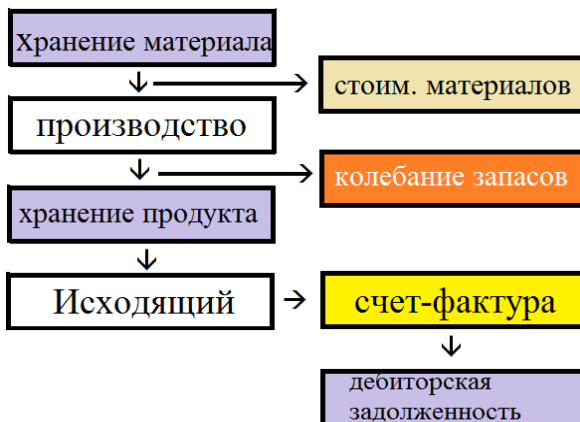 Хранение материала
стоим. материалов
производство
колебание запасов
хранение продукта
Исходящий
счет-фактура
дебиторская
задолженность